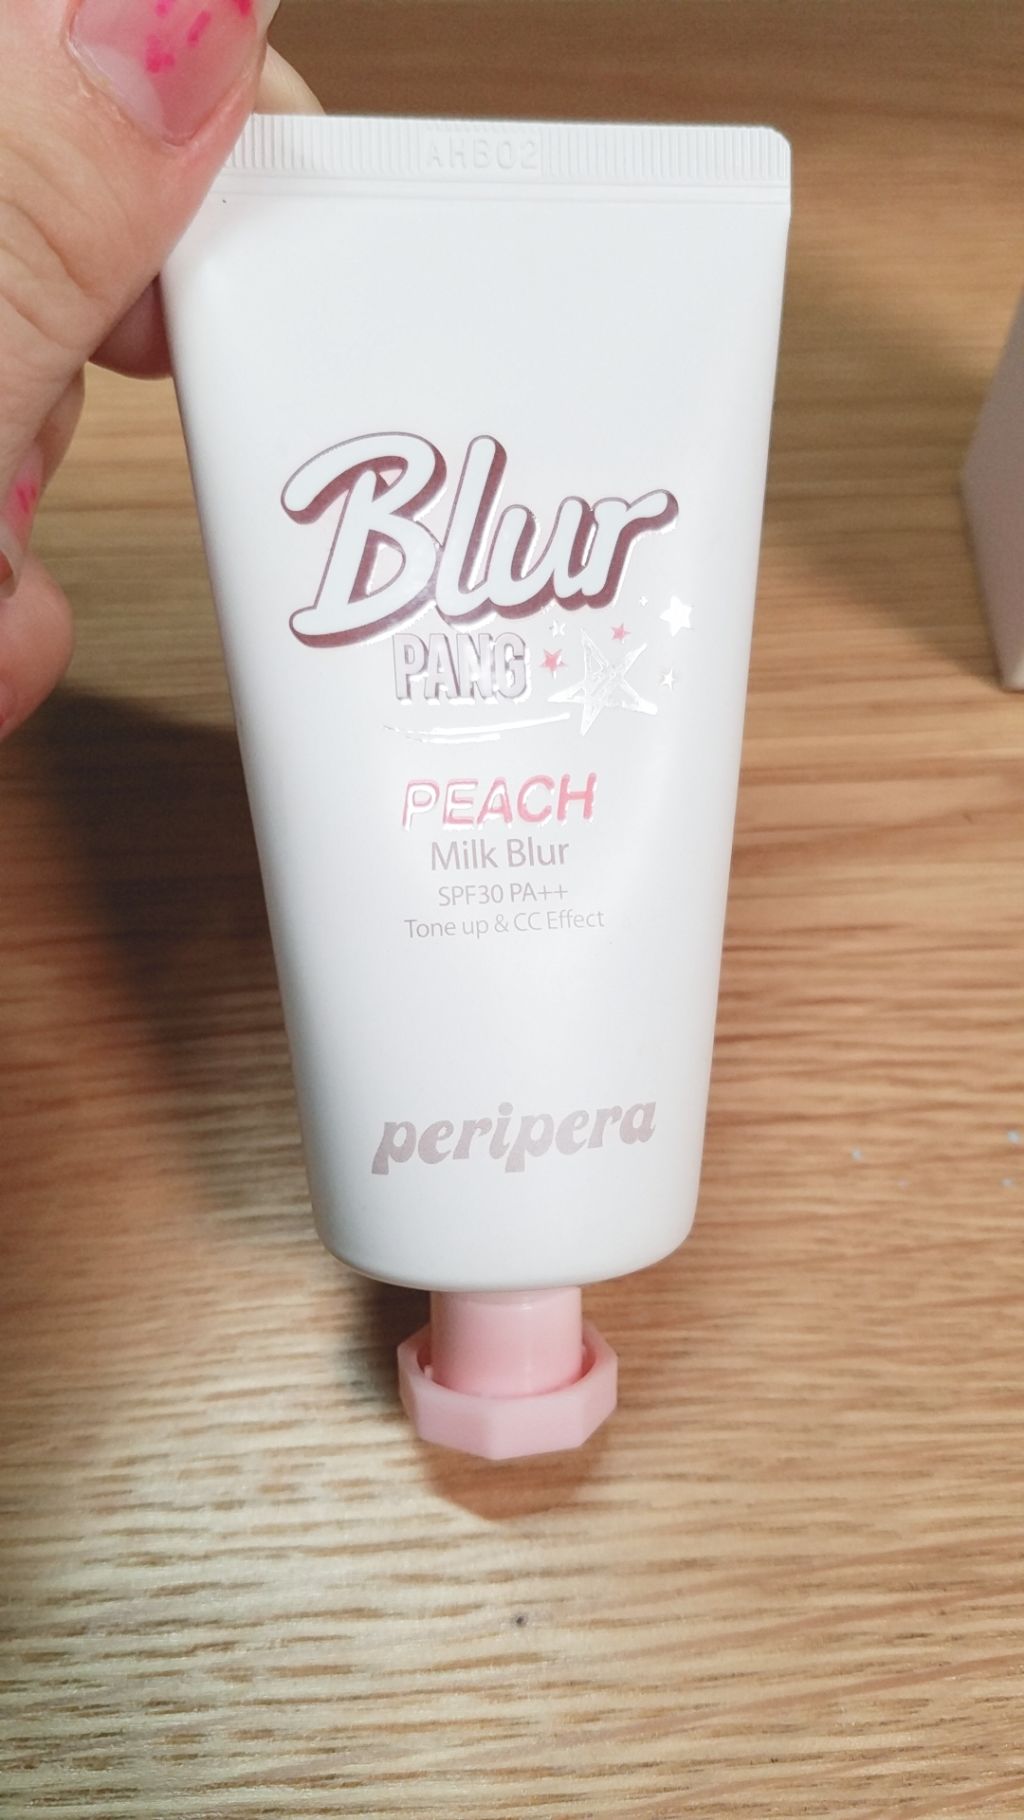 AHB02
Blur
PANG
PEACH
Milk Blur
SPF30 PA++
Tone up & CC Effect
peripera